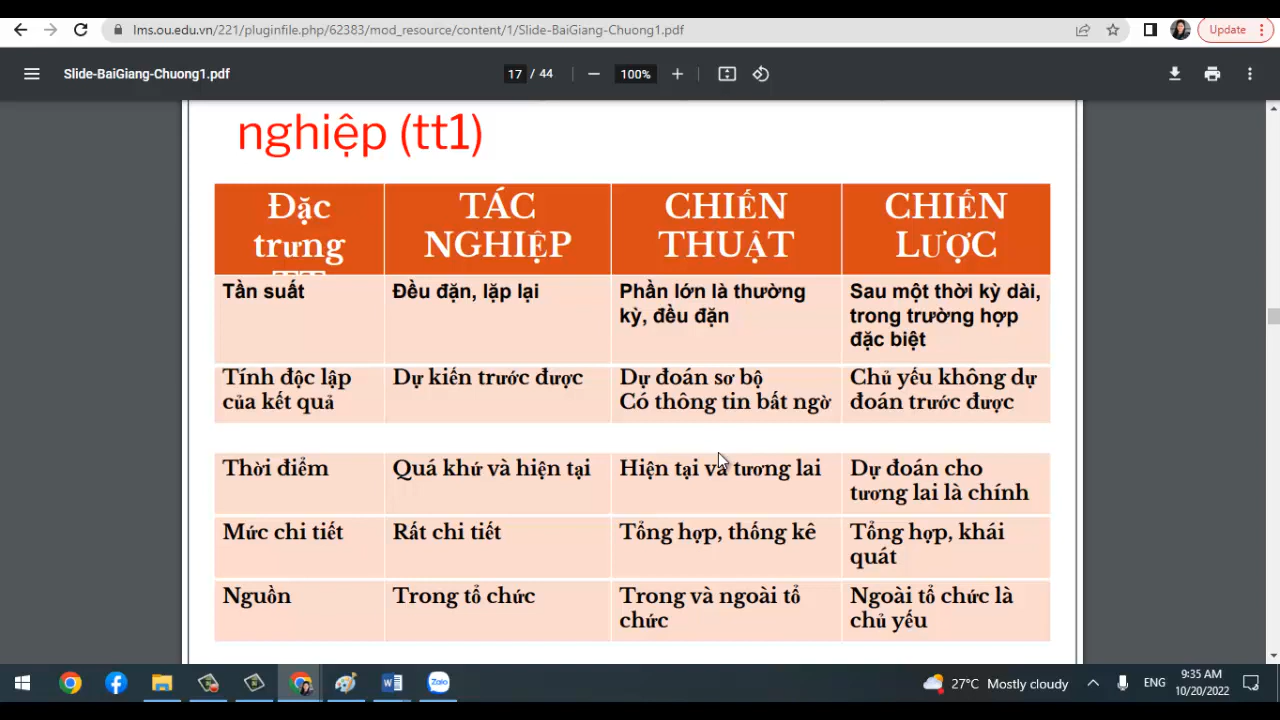 lms.ou.edu.vn/221/pluginfile.php/62383/mod_resource/content/1/Slide-BaiGiang-Chuong1.pdf
Update
Slide-BaiGiang-Chuong1.pdf
17 / 44
100%
nghiệp (tt1)
Đặc trưng
TÁC NGHIỆP
CHIẾN THUẬT
CHIẾN LƯỢC
Tần suất
Đều đặn, lặp lại
Phần lớn là thường
kỳ, đều đặn
Sau một thời kỳ dài,
trong trường hợp
đặc biệt
Tính độc lập
của kết quả
Dự kiến trước được
Dự đoán sơ bộ
Có thông tin bất ngờ
Chủ yếu không dự
đoán trước được
Thời điểm
Quá khứ và hiện tại
Hiện tại và tương lai
Dự đoán cho
tương lai là chính
Mức chi tiết
Rất chi tiết
Tổng hợp, thống kê
Tổng hợp, khái
quát
Nguồn
Trong tổ chức
Trong và ngoài tổ
chức
Ngoài tổ chức là
chủ yếu
Zalo
27°C Mostly cloudy
ENG
9:35 AM
10/20/2022